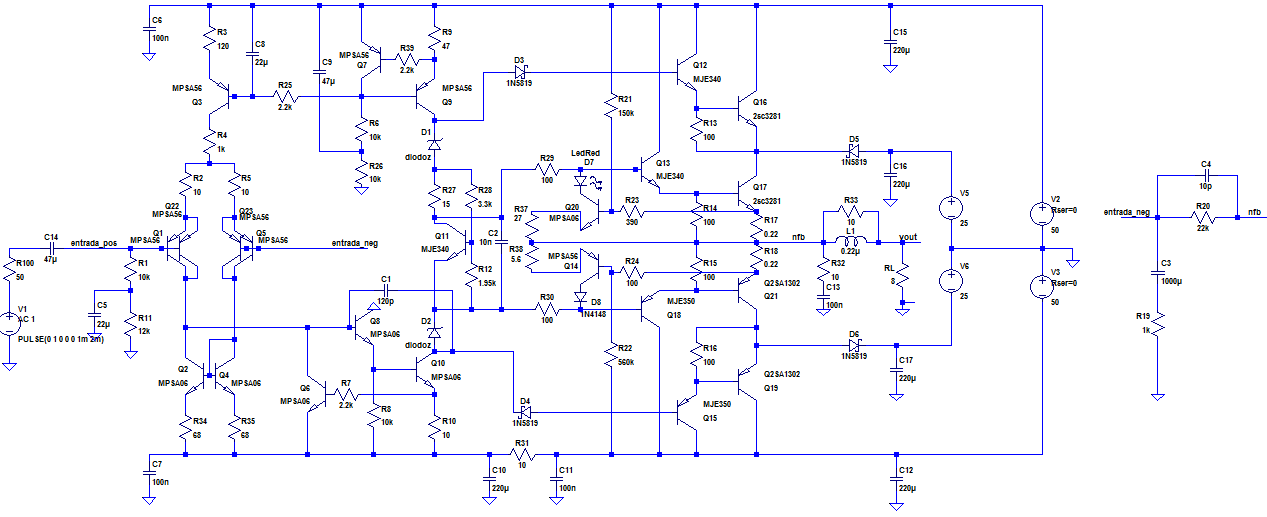 C6
100n
R3
120
C8
22µ
MPSA56
Q3
R25
2.2k
R4
1k
C9
47µ
MPSA56
Q7
R39
2.2k
R9
47
MPSA56
Q9
R6
10k
R26
10k
D1
diodoz
D3
1N5819
R21
150k
Q12
MJE340
R13
100
Q16
2sc3281
C15
220µ
D5
1N5819
C16
220µ
R2
10
R5
10
Q22
MPSA56
Q1
Q23
MPSA56
Q5
MPSA56
C14
47µ
entrada_pos
entrada_neg
R100
50
V1
AC 1
PULSE(0 1 0 0 0 1m 2m)
R1
10k
C5
22µ
R11
12k
R27
15
R28
3.3k
Q11
MJE340
R12
1.95k
C2
10n
R29
100
LedRed
D7
Q20
MPSA06
R37
27
R38
5.6
MPSA56
Q14
R23
390
R24
100
Q13
MJE340
R14
100
Q17
2sc3281
R17
0.22
R18
0.22
R15
100
nfb
R33
10
L1
0.22µ
vout
R32
10
C13
100n
RL
8
V5
25
V6
25
V2
Rser=0
50
V3
Rser=0
50
C1
120p
Q8
MPSA06
D2
diodoz
Q10
MPSA06
R30
100
D8
1N4148
MJE350
Q18
Q2SA1302
Q21
Q2
MPSA06
Q4
MPSA06
Q6
MPSA06
R7
2.2k
R8
10k
R10
10
R34
68
R35
68
D4
1N5819
R22
560k
R16
100
MJE350
Q15
Q2SA1302
Q19
D6
1N5819
C17
220µ
C7
100n
C10
220µ
R31
10
C11
100n
C12
220µ
C4
10p
entrada_neg
R20
22k
nfb
C3
1000µ
R19
1k